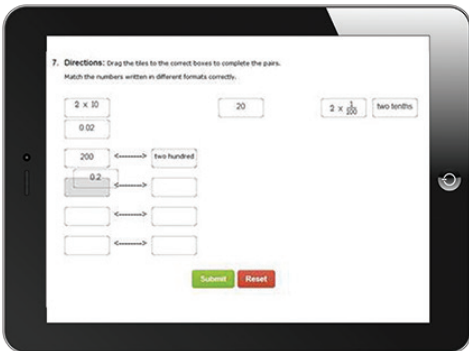 7. Directions: Drag the tiles to the correct boxes to complete the pairs.
Match the numbers written in different formats correctly.
2 × 10
20
2 × 1/100
two tenths
0.02
200 <--------> two hundred
0.2
<-------->
<-------->
<-------->
Submit Reset